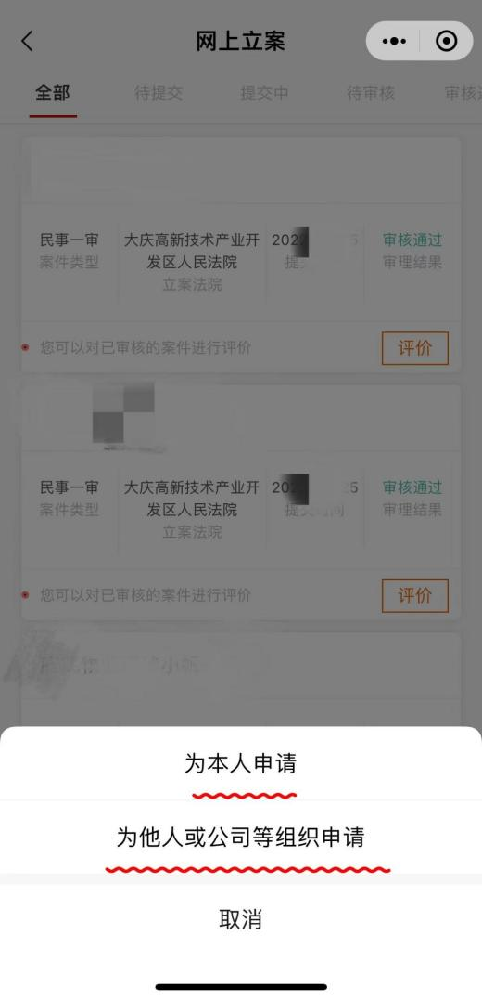 网上立案
全部 待提交 提交中 待审核 审核
民事一审 大庆高新技术产业开 202 5 审核通过
案件类型 发区人民法院 提 审理结果
立案法院
您可以对已审核的案件进行评价 评价
民事一审 大庆高新技术产业开 202 25 审核通过
案件类型 发区人民法院 提交时间 审理结果
立案法院
您可以对已审核的案件进行评价 评价
为本人申请
为他人或公司等组织申请
取消